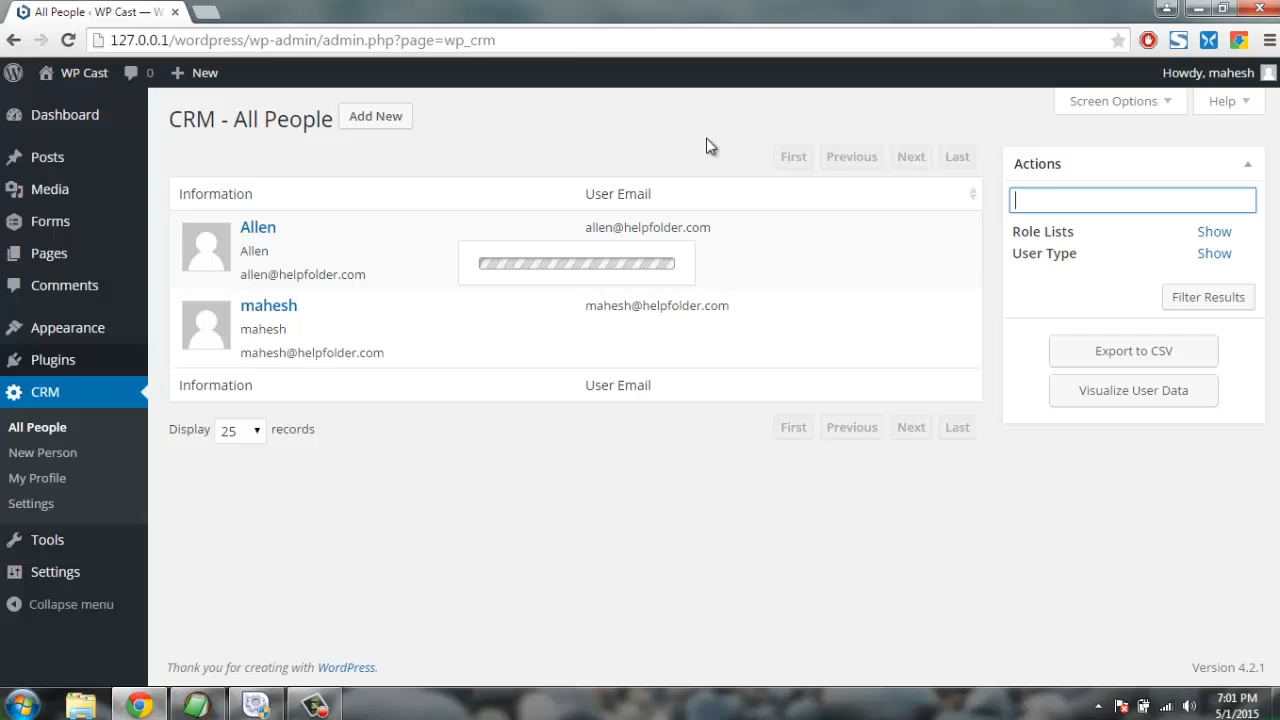 All People ‹ WP Cast — W
127.0.0.1/wordpress/wp-admin/admin.php?page=wp_crm
WP Cast 0 New Howdy, mahesh
Screen Options Help
Dashboard
Posts
Media
Forms
Pages
Comments
Appearance
Plugins
CRM
All People
New Person
My Profile
Settings
Tools
Settings
Collapse menu
CRM - All People Add New
First Previous Next Last
Information User Email
Allen allen@helpfolder.com
Allen
allen@helpfolder.com
mahesh mahesh@helpfolder.com
mahesh
mahesh@helpfolder.com
Information User Email
Display 25 records First Previous Next Last
Actions
Role Lists Show
User Type Show
Filter Results
Export to CSV
Visualize User Data
Thank you for creating with WordPress. Version 4.2.1
7:01 PM
5/1/2015